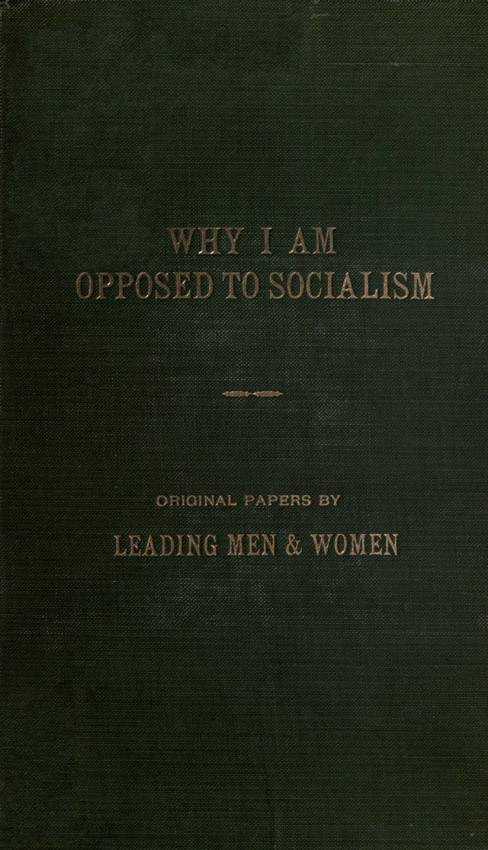 WHY I AM
OPPOSED TO SOCIALISM
ORIGINAL PAPERS BY
LEADING MEN & WOMEN